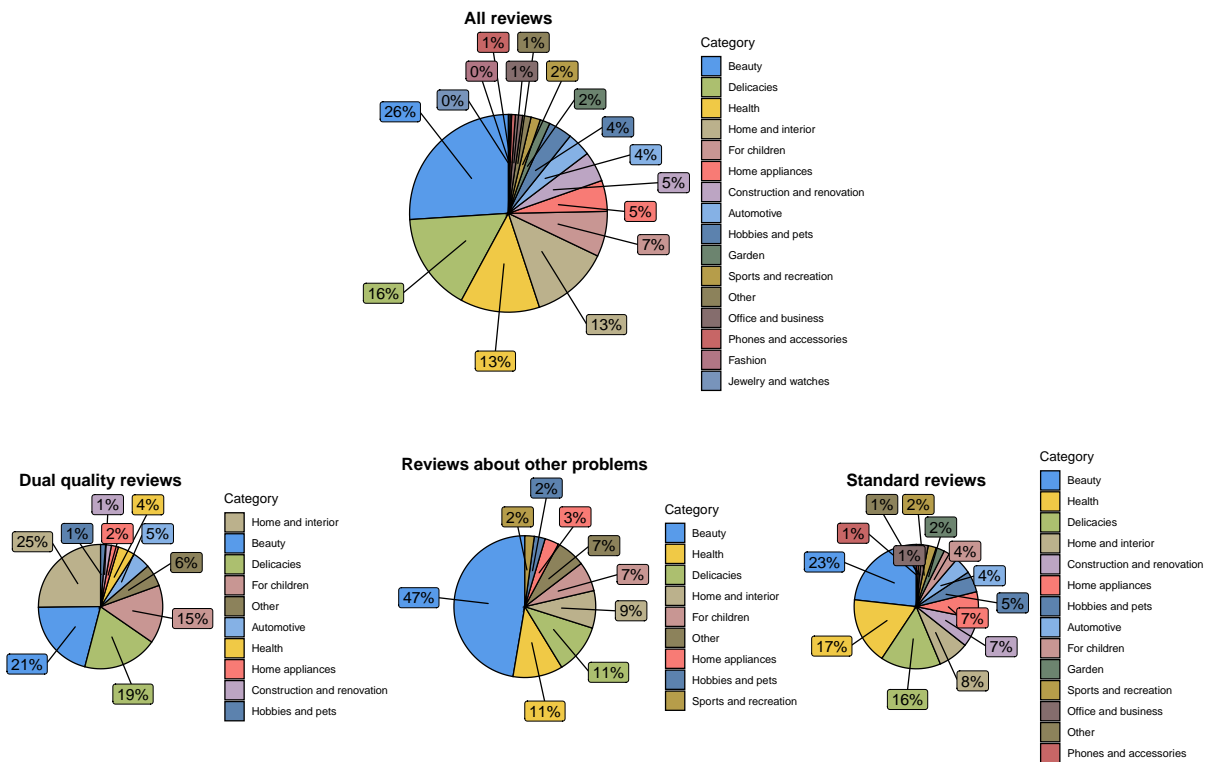 All reviews
1%
1%
0%
1%
2%
0%
2%
26%
4%
4%
5%
5%
7%
16%
13%
13%
Category
Beauty
Delicacies
Health
Home and interior
For children
Home appliances
Construction and renovation
Automotive
Hobbies and pets
Garden
Sports and recreation
Other
Office and business
Phones and accessories
Fashion
Jewelry and watches
Dual quality reviews
1%
4%
25%
1%
2%
5%
6%
15%
21%
19%
Category
Home and interior
Beauty
Delicacies
For children
Other
Automotive
Health
Home appliances
Construction and renovation
Hobbies and pets
Reviews about other problems
2%
2%
3%
7%
47%
7%
9%
11%
11%
Category
Beauty
Health
Delicacies
Home and interior
For children
Other
Home appliances
Hobbies and pets
Sports and recreation
Standard reviews
1%
2%
1%
2%
23%
1%
4%
4%
5%
7%
17%
7%
8%
16%
Category
Beauty
Health
Delicacies
Home and interior
Construction and renovation
Home appliances
Hobbies and pets
Automotive
For children
Garden
Sports and recreation
Office and business
Other
Phones and accessories